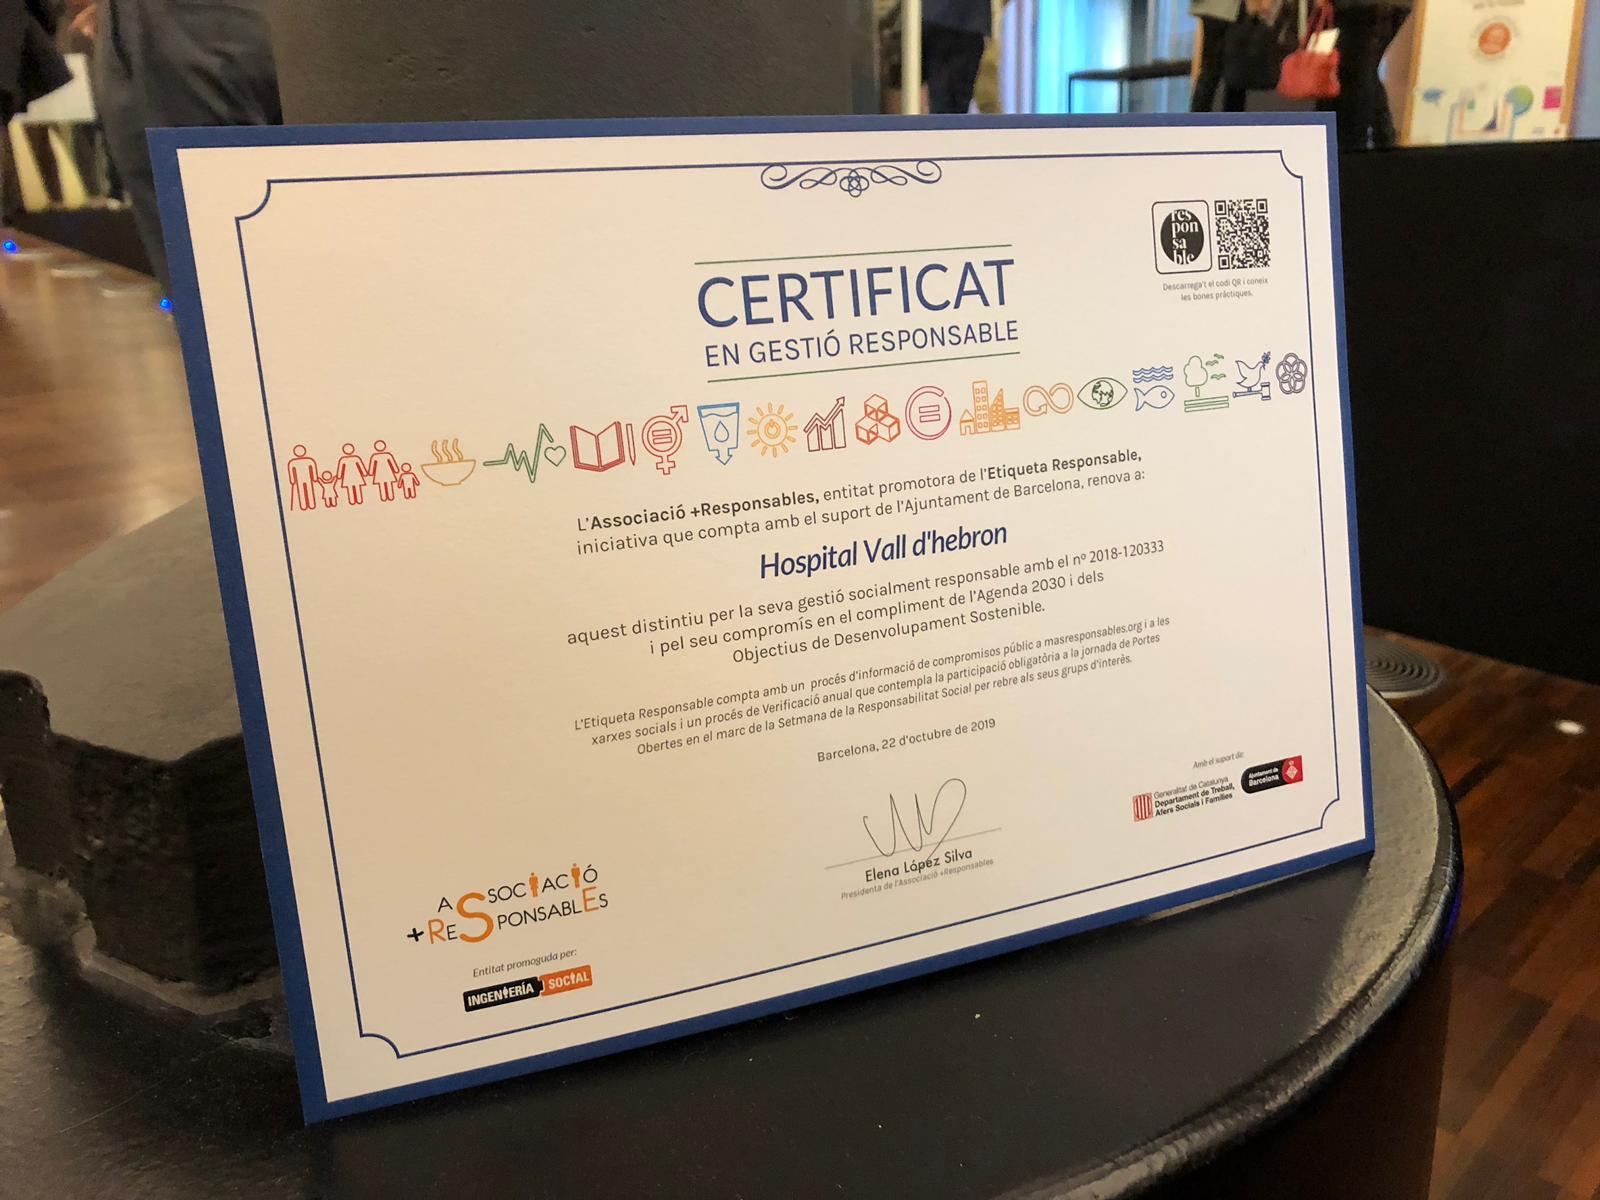 res
pon
sa
ble
Descarrega't el codi QR i coneix
les bones pràctiques.
CERTIFICAT
EN GESTIÓ RESPONSABLE
L'Associació +Responsables, entitat promotora de l'Etiqueta Responsable,
iniciativa que compta amb el suport de l'Ajuntament de Barcelona, renova a:
Hospital Vall d'hebron
aquest distintiu per la seva gestió socialment responsable amb el nº 2018-120333
i pel seu compromís en el compliment de l'Agenda 2030 i dels
Objectius de Desenvolupament Sostenible.
L'Etiqueta Responsable compta amb un procés d'informació de compromisos públic a masresponsables.org i a les
xarxes socials i un procés de Verificació anual que contempla la participació obligatòria a la jornada de Portes
Obertes en el marc de la Setmana de la Responsabilitat Social per rebre als seus grups d'interès.
Barcelona, 22 d'octubre de 2019
Elena López Silva
Presidenta de l'Associació +Responsables
Amb el suport de:
Generalitat de Catalunya
Departament de Treball,
Afers Socials i Famílies
Ajuntament de
Barcelona
ASSOCIACIÓ
+RESPONSABLES
Entitat promoguda per:
INGENIERÍA SOCIAL